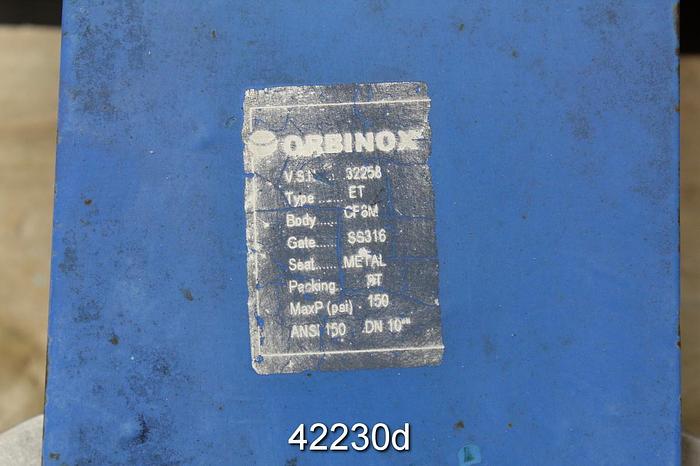 ORBINOX
V.S. 32258
Type ...... ET
Body..... CF8M
Gate..... SS316
Seat...... METAL
Packing.. 
MaxP (psi) . 150
ANSI 150 DN 10""
42230d